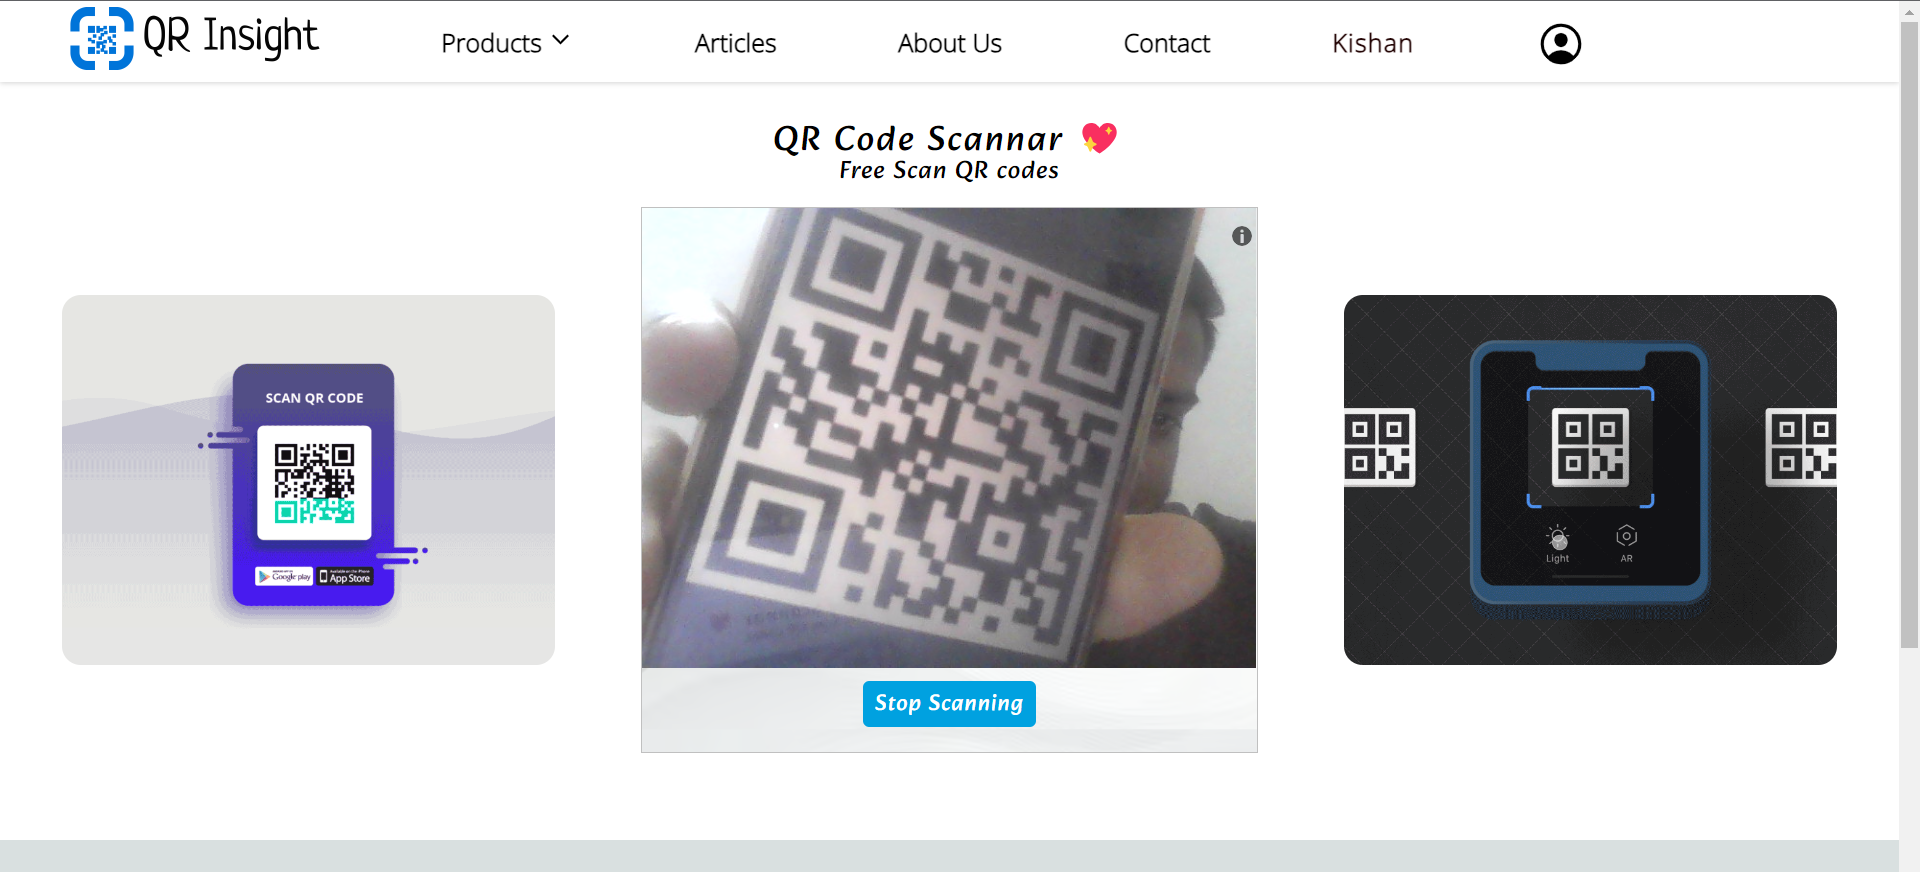 QR Insight
Products
Articles
About Us
Contact
Kishan
QR Code Scannar 💖
Free Scan QR codes
SCAN QR CODE
Google play
App Store
Stop Scanning
Light
AR